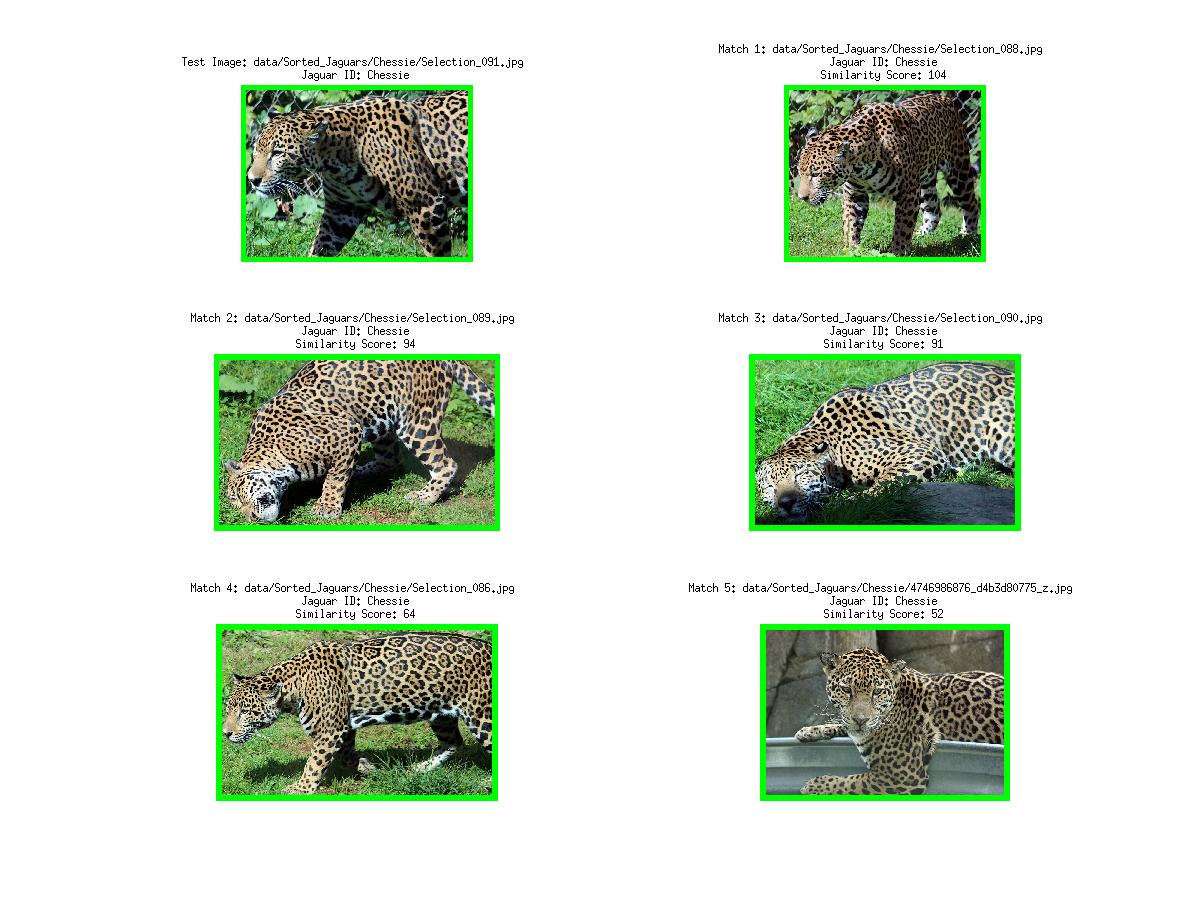 Test Image: data/Sorted_Jaguars/Chessie/Selection_091.jpg
Jaguar ID: Chessie
Match 1: data/Sorted_Jaguars/Chessie/Selection_088.jpg
Jaguar ID: Chessie
Similarity Score: 104
Match 2: data/Sorted_Jaguars/Chessie/Selection_089.jpg
Jaguar ID: Chessie
Similarity Score: 94
Match 3: data/Sorted_Jaguars/Chessie/Selection_090.jpg
Jaguar ID: Chessie
Similarity Score: 91
Match 4: data/Sorted_Jaguars/Chessie/Selection_086.jpg
Jaguar ID: Chessie
Similarity Score: 64
Match 5: data/Sorted_Jaguars/Chessie/4746986876_d4b3d80775_z.jpg
Jaguar ID: Chessie
Similarity Score: 52